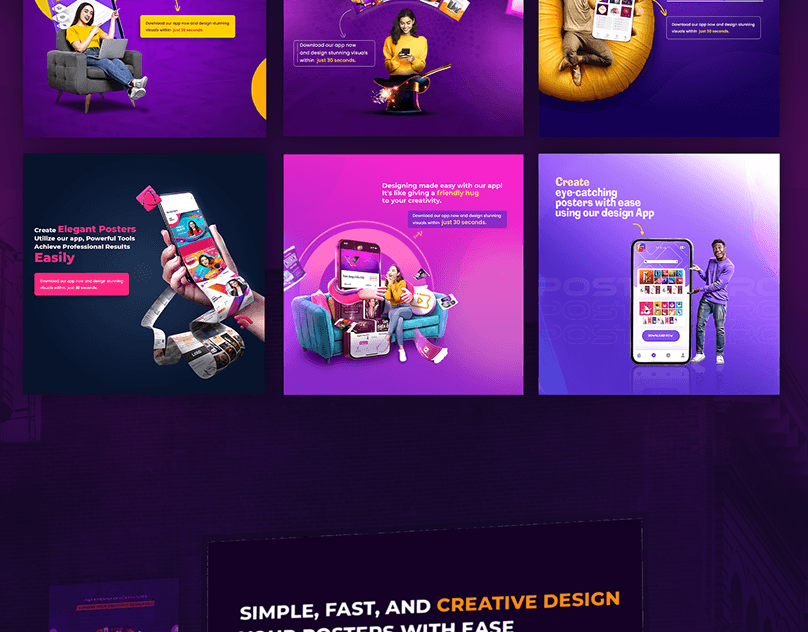 Download our app now and design stunning
visuals within just 30 seconds.
Download our app now
and design stunning visuals
within just 30 seconds.
Download our app now and design stunning
visuals within just 30 seconds.
Create Elegant Posters
Utilize our app, Powerful Tools
Achieve Professional Results
Easily
Download our app now and design stunning
visuals within just 30 seconds.
Designing made easy with our app!
It's like giving a friendly hug
to your creativity.
Download our app now and design stunning
visuals within just 30 seconds.
Create
eye-catching
posters with ease
using our design App
DOWNLOAD NOW
SIMPLE, FAST, AND CREATIVE DESIGN
YOUR POSTERS WITH EASE